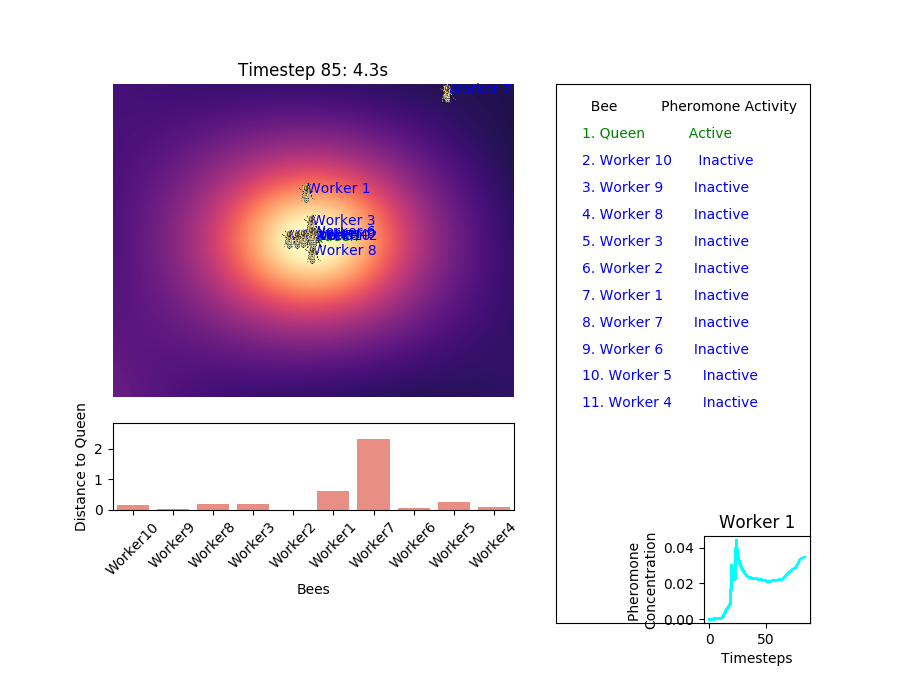 Timestep 85: 4.3s
Worker 7
Worker 1
Worker 3
Worker 8
Distance to Queen
2
1
0
Worker10
Worker9
Worker8
Worker3
Worker2
Worker1
Worker7
Worker6
Worker5
Worker4
Bees
Bee Pheromone Activity
1. Queen Active
2. Worker 10 Inactive
3. Worker 9 Inactive
4. Worker 8 Inactive
5. Worker 3 Inactive
6. Worker 2 Inactive
7. Worker 1 Inactive
8. Worker 7 Inactive
9. Worker 6 Inactive
10. Worker 5 Inactive
11. Worker 4 Inactive
Worker 1
Pheromone
Concentration
0.04
0.02
0.00
0 50
Timesteps